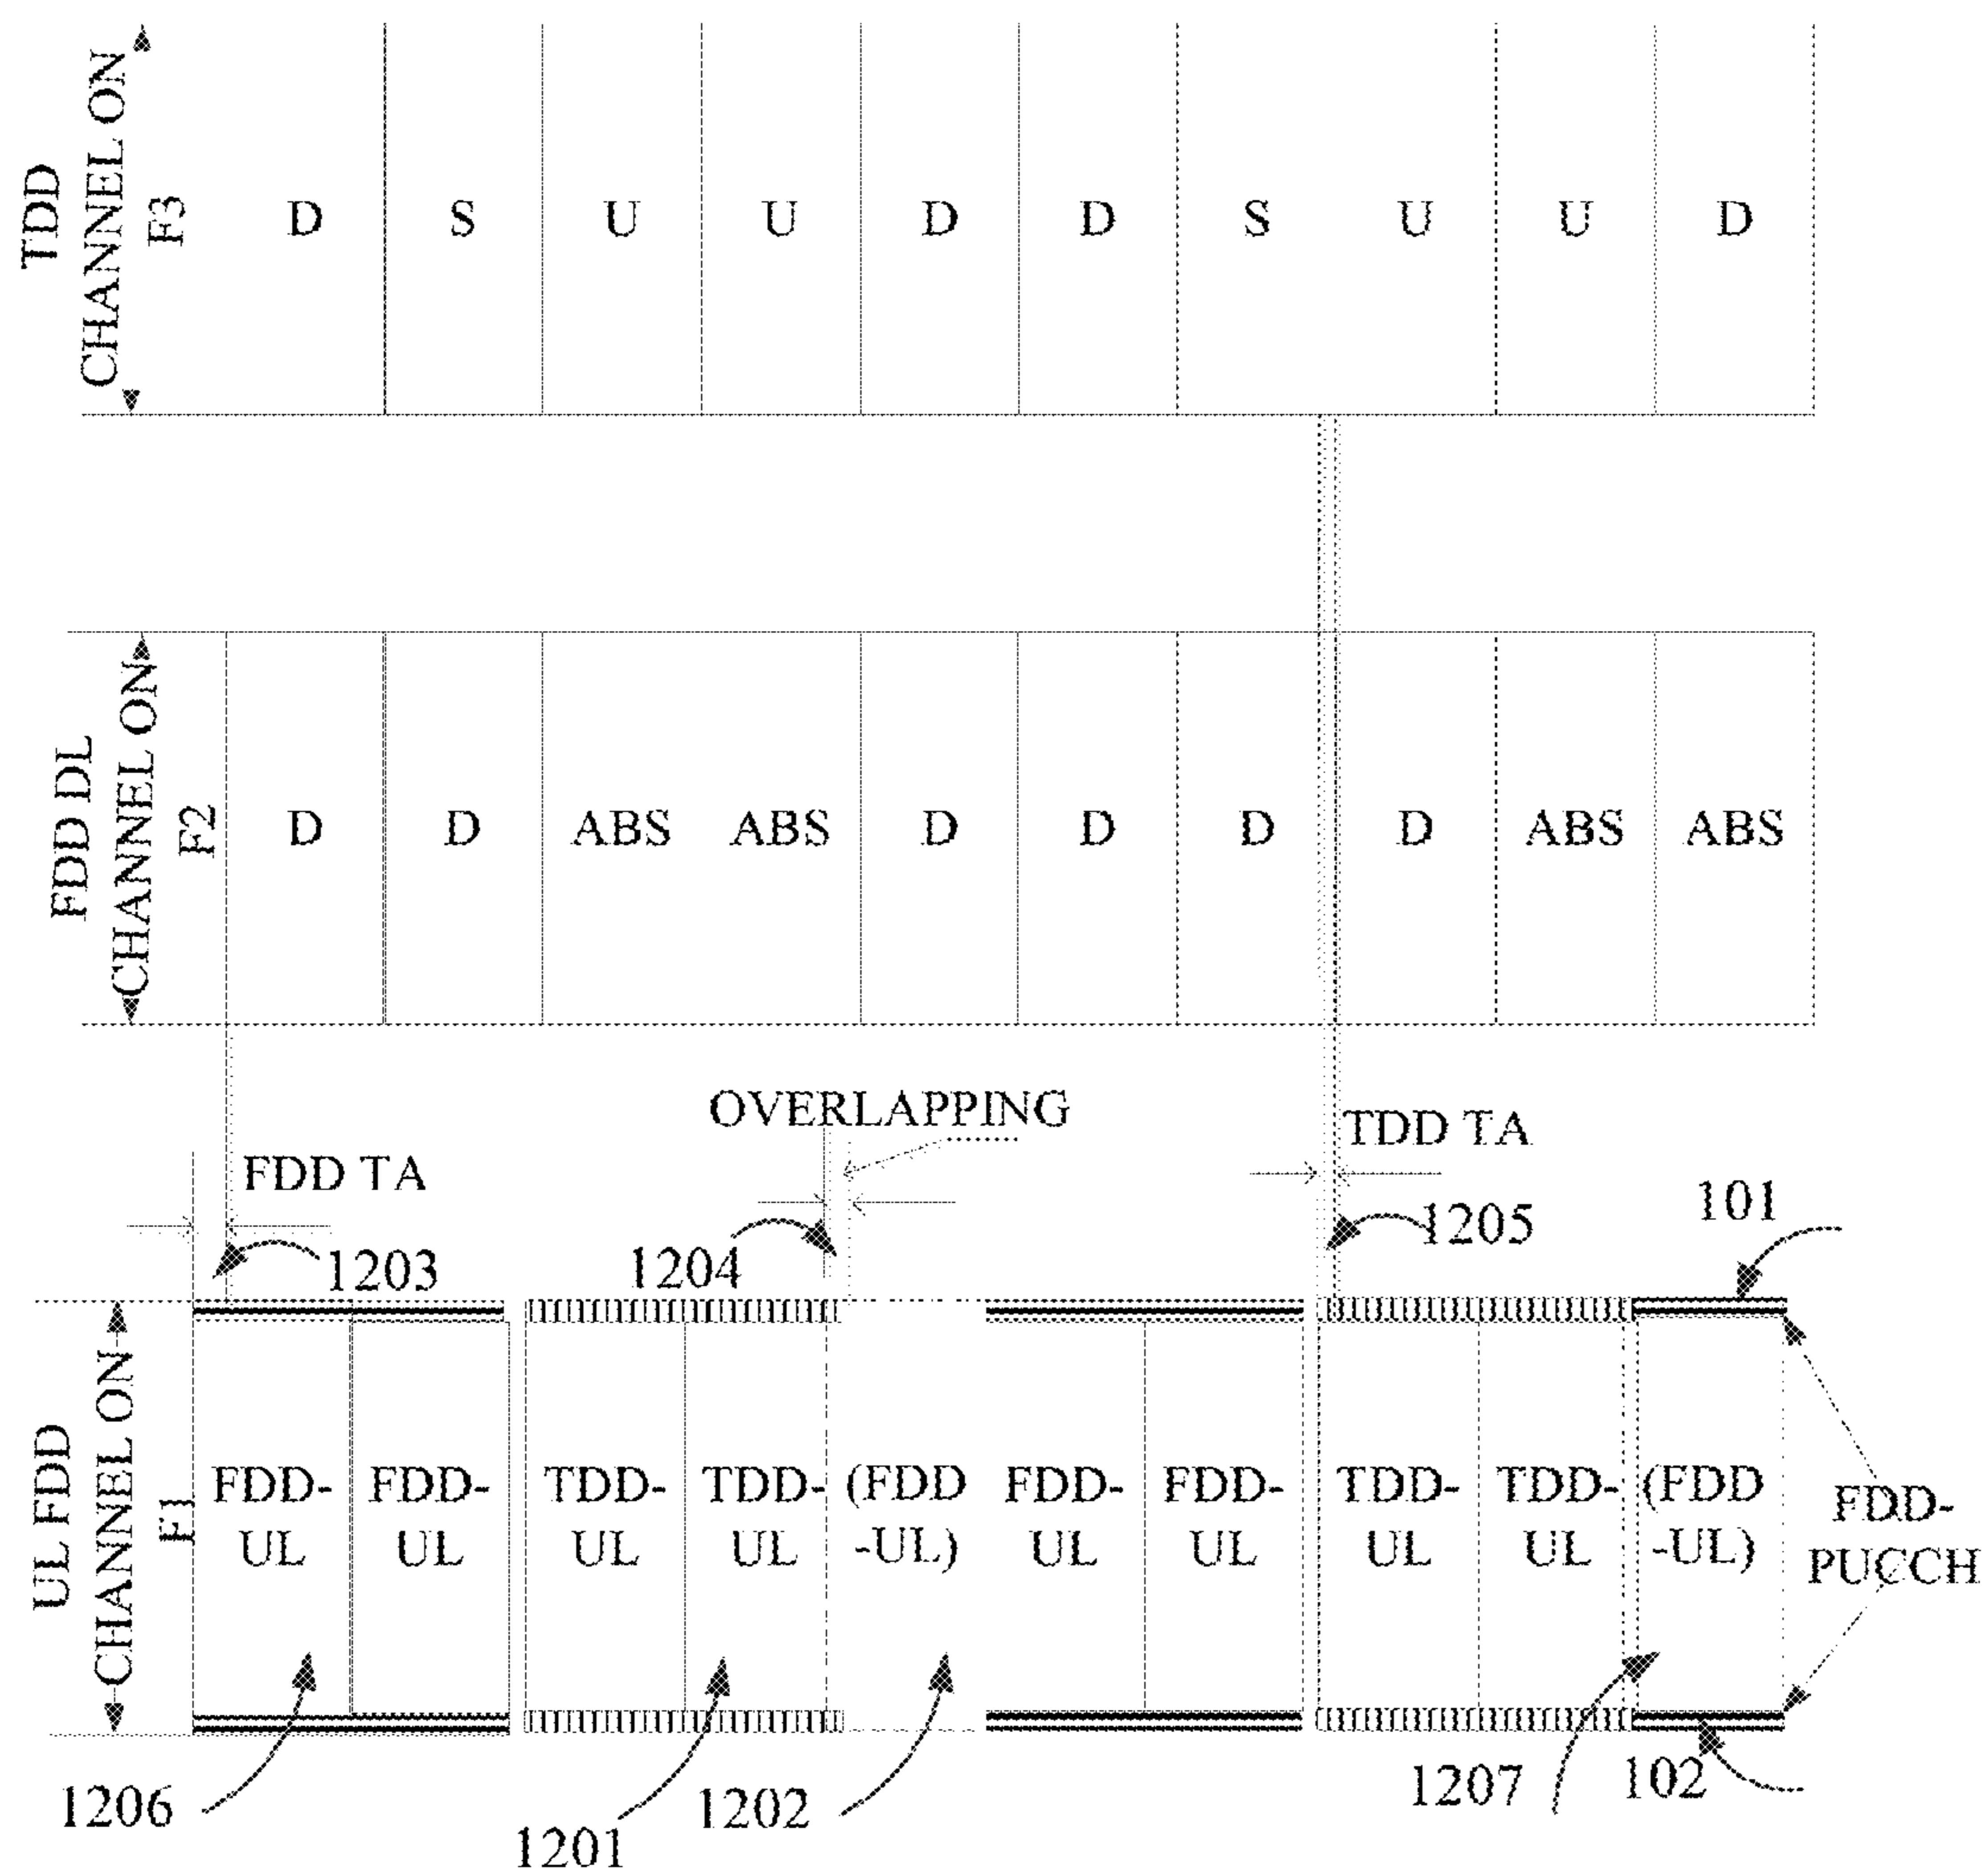 TDD
CHANNEL ON
F3
D S U U D D S U U D
FDD DL
CHANNEL ON
F2
D D ABS ABS D D D D ABS ABS
OVERLAPPING
TDD TA
FDD TA
101
1205
1203
1204
UL FDD
CHANNEL ON
F1
FDD- FDD- TDD- TDD- (FDD FDD- FDD- TDD- TDD- (FDD
UL UL UL UL -UL) UL UL UL UL -UL)
FDD-
PUCCH
1206
1201
1202
1207
102